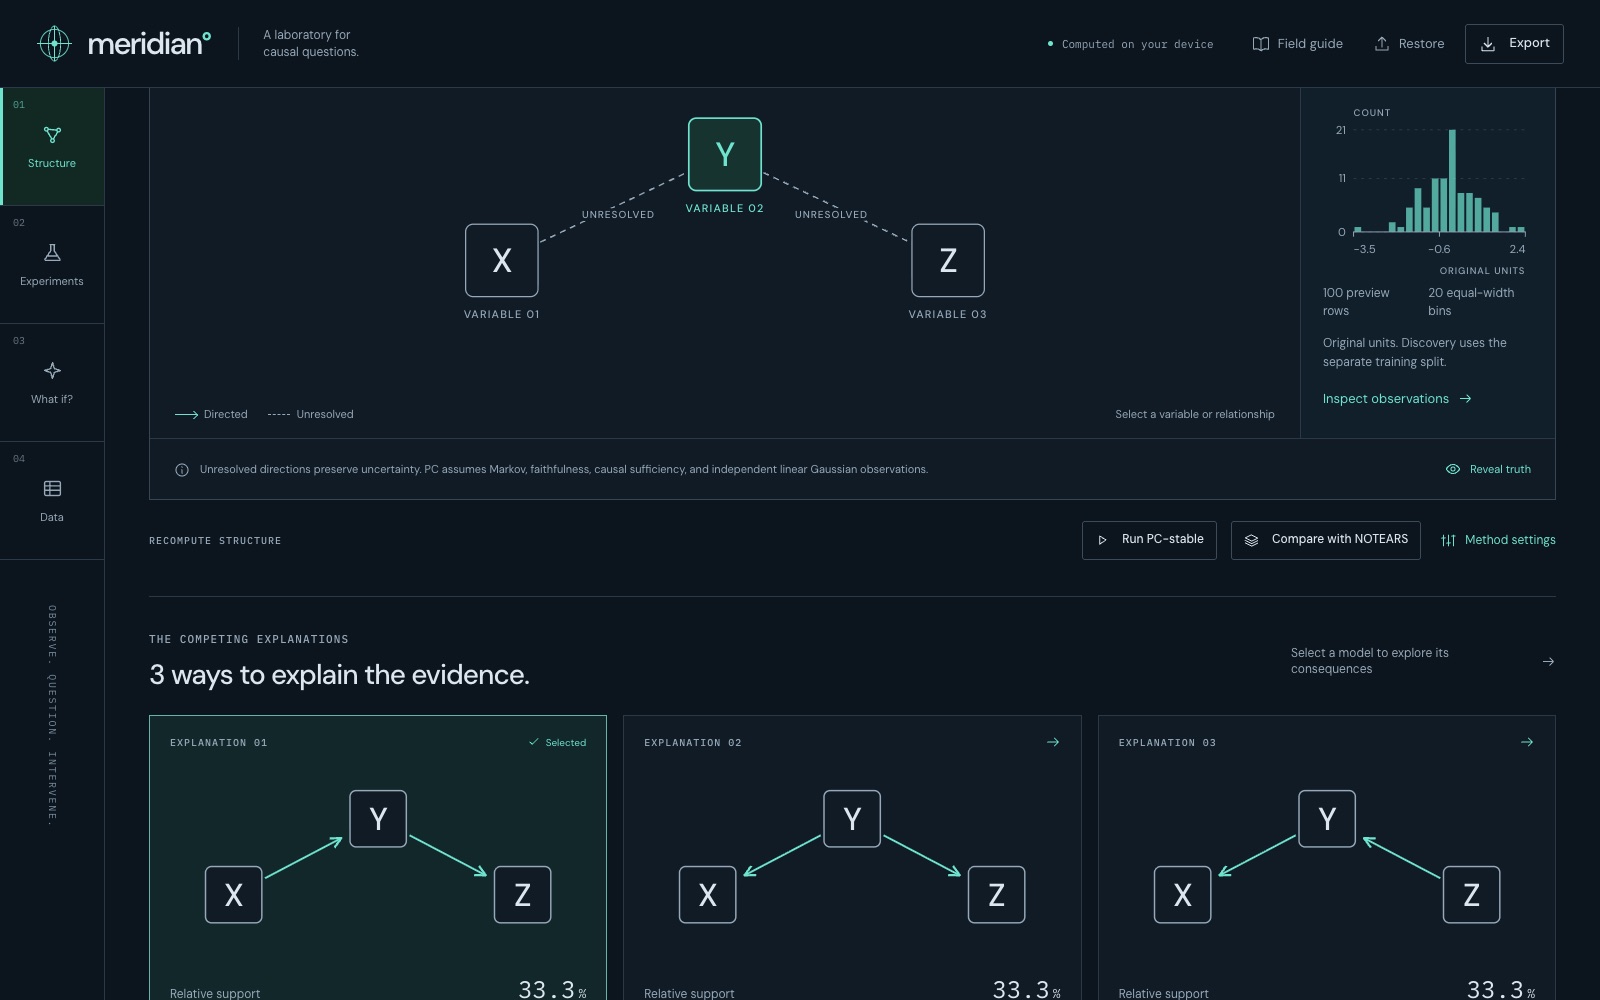 meridian°
A laboratory for
causal questions.
Computed on your device
Field guide
Restore
Export
01
Structure
02
Experiments
03
What if?
04
Data
OBSERVE. QUESTION. INTERVENE.
Y
VARIABLE 02
UNRESOLVED
UNRESOLVED
X
VARIABLE 01
Z
VARIABLE 03
Directed
Unresolved
Select a variable or relationship
COUNT
21
11
0
−3.5
−0.6
2.4
ORIGINAL UNITS
100 preview
rows
20 equal-width
bins
Original units. Discovery uses the
separate training split.
Inspect observations
Unresolved directions preserve uncertainty. PC assumes Markov, faithfulness, causal sufficiency, and independent linear Gaussian observations.
Reveal truth
RECOMPUTE STRUCTURE
Run PC-stable
Compare with NOTEARS
Method settings
THE COMPETING EXPLANATIONS
3 ways to explain the evidence.
Select a model to explore its
consequences
EXPLANATION 01
Selected
Y
X
Z
Relative support
33.3%
EXPLANATION 02
Y
X
Z
Relative support
33.3%
EXPLANATION 03
Y
X
Z
Relative support
33.3%